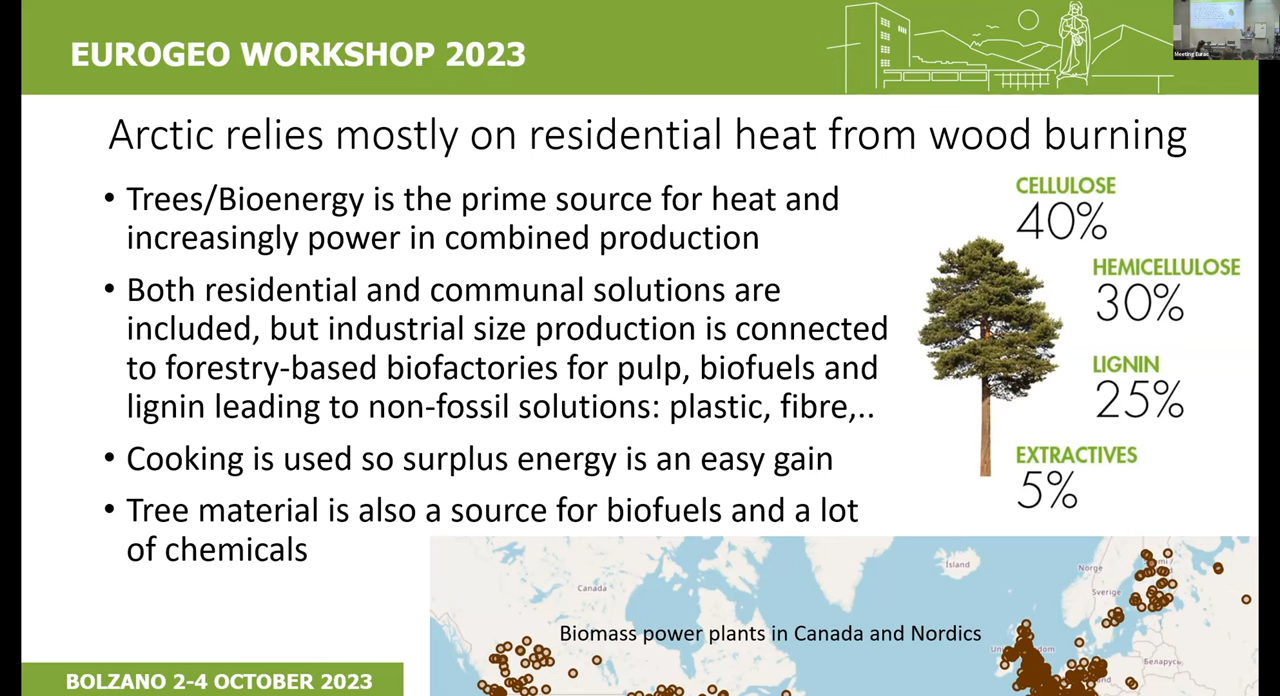 EUROGEO WORKSHOP 2023
Arctic relies mostly on residential heat from wood burning
• Trees/Bioenergy is the prime source for heat and
increasingly power in combined production
• Both residential and communal solutions are
included, but industrial size production is connected
to forestry-based biofactories for pulp, biofuels and
lignin leading to non-fossil solutions: plastic, fibre,..
• Cooking is used so surplus energy is an easy gain
• Tree material is also a source for biofuels and a lot
of chemicals
CELLULOSE
40%
HEMICELLULOSE
30%
LIGNIN
25%
EXTRACTIVES
5%
Ísland
Norge
Canada
Sverige
Biomass power plants in Canada and Nordics
Беларусь
BOLZANO 2-4 OCTOBER 2023